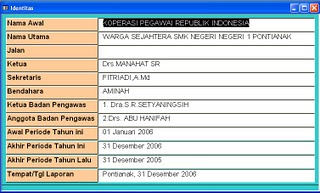 Identitas
Nama Awal KOPERASI PEGAWAI REPUBLIK INDONESIA
Nama Utama WARGA SEJAHTERA SMK NEGERI NEGERI 1 PONTIANAK
Jalan
Ketua Drs.MANAHAT SR
Sekretaris FITRIADI,A.Md
Bendahara AMINAH
Ketua Badan Pengawas 1. Dra.S.R.SETYANINGSIH
Anggota Badan Pengawas 2.Drs. ABU HANIFAH
Awal Periode Tahun ini 01 Januari 2006
Akhir Periode Tahun Ini 31 Desember 2006
Akhir Periode Tahun Lalu 31 Desember 2005
Tempat/Tgl Laporan Pontianak, 31 Desember 2006